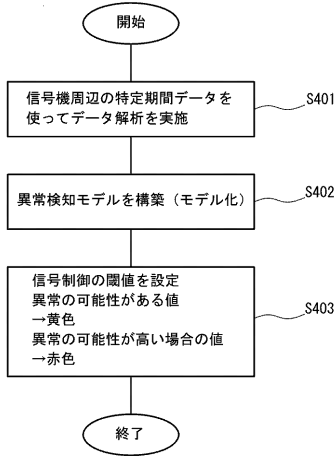 開始
信号機周辺の特定期間データを
使ってデータ解析を実施
S401
異常検知モデルを構築（モデル化）
S402
信号制御の閾値を設定
異常の可能性がある値
→黄色
異常の可能性が高い場合の値
→赤色
S403
終了